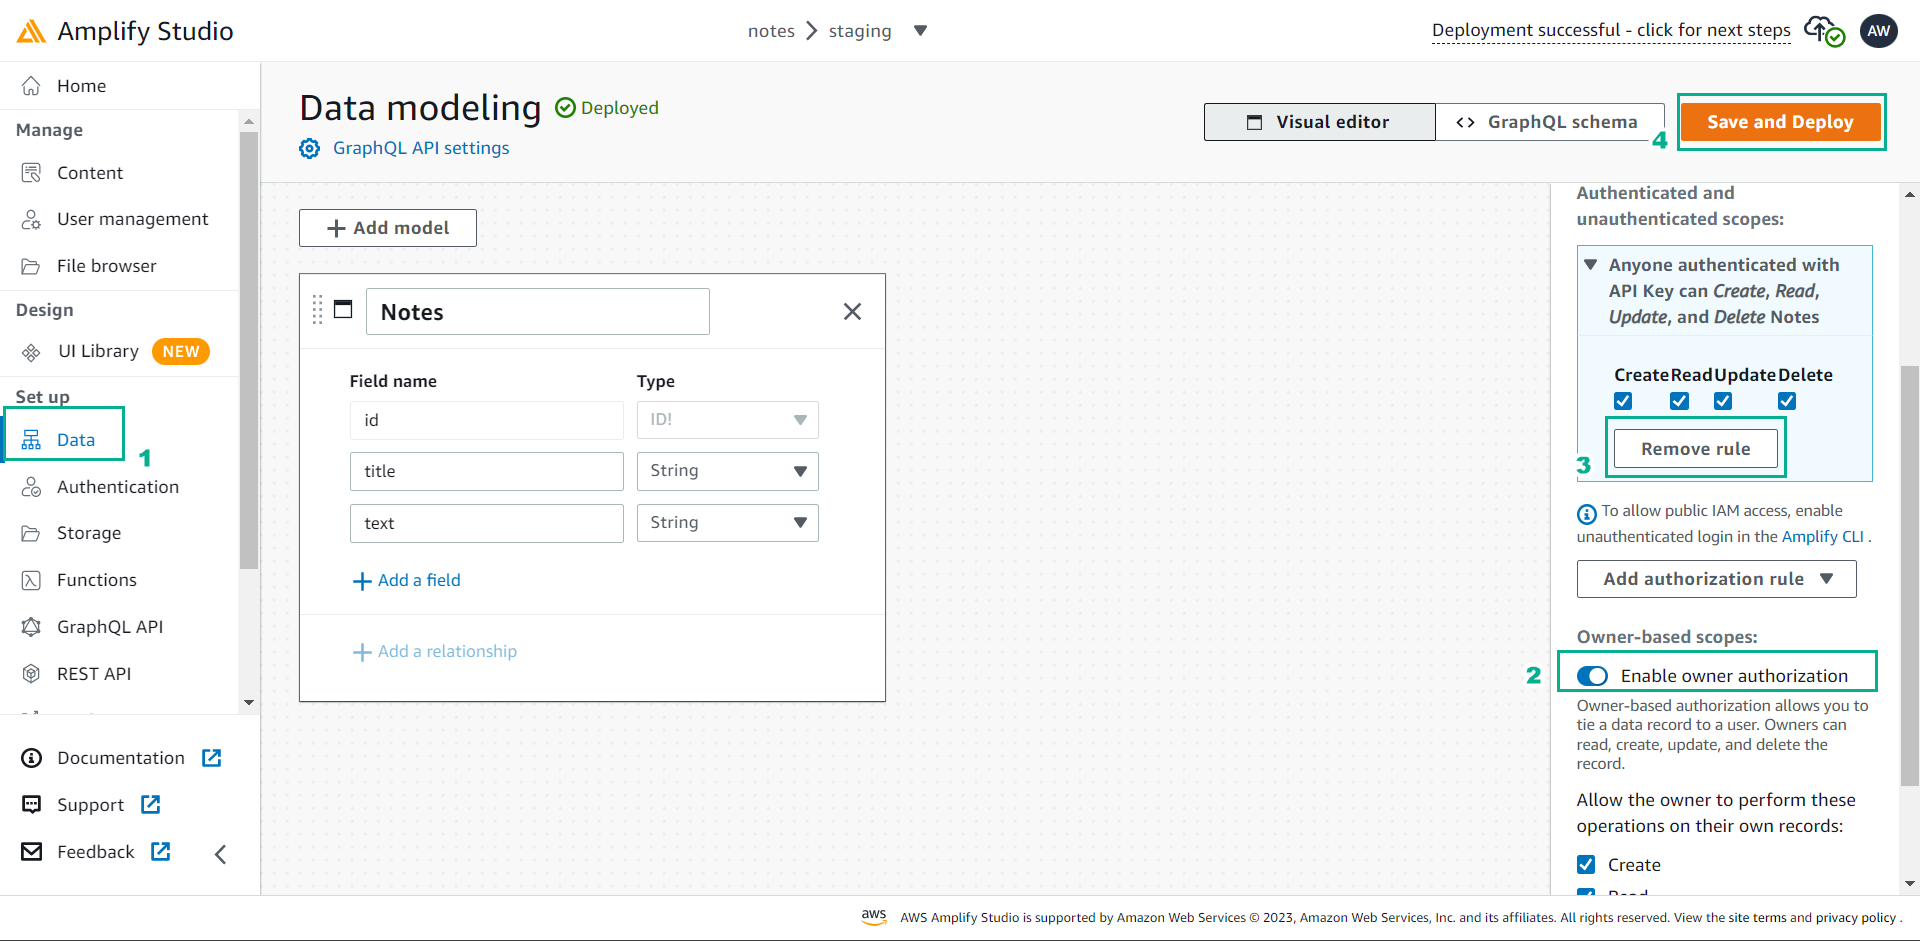 Amplify Studio
notes > staging
Deployment successful - click for next steps
AW
Home
Manage
Content
User management
File browser
Design
UI Library NEW
Set up
Data
1
Authentication
Storage
Functions
GraphQL API
REST API
Documentation
Support
Feedback
Data modeling
Deployed
GraphQL API settings
Visual editor
<> GraphQL schema
4
Save and Deploy
+ Add model
Notes
Field name Type
id ID!
title String
text String
+ Add a field
+ Add a relationship
Authenticated and
unauthenticated scopes:
Anyone authenticated with
API Key can Create, Read,
Update, and Delete Notes
Create Read Update Delete
3
Remove rule
To allow public IAM access, enable
unauthenticated login in the Amplify CLI .
Add authorization rule
Owner-based scopes:
2
Enable owner authorization
Owner-based authorization allows you to
tie a data record to a user. Owners can
read, create, update, and delete the
record.
Allow the owner to perform these
operations on their own records:
Create
Read
aws
AWS Amplify Studio is supported by Amazon Web Services © 2023, Amazon Web Services, Inc. and its affiliates. All rights reserved. View the site terms and privacy policy .